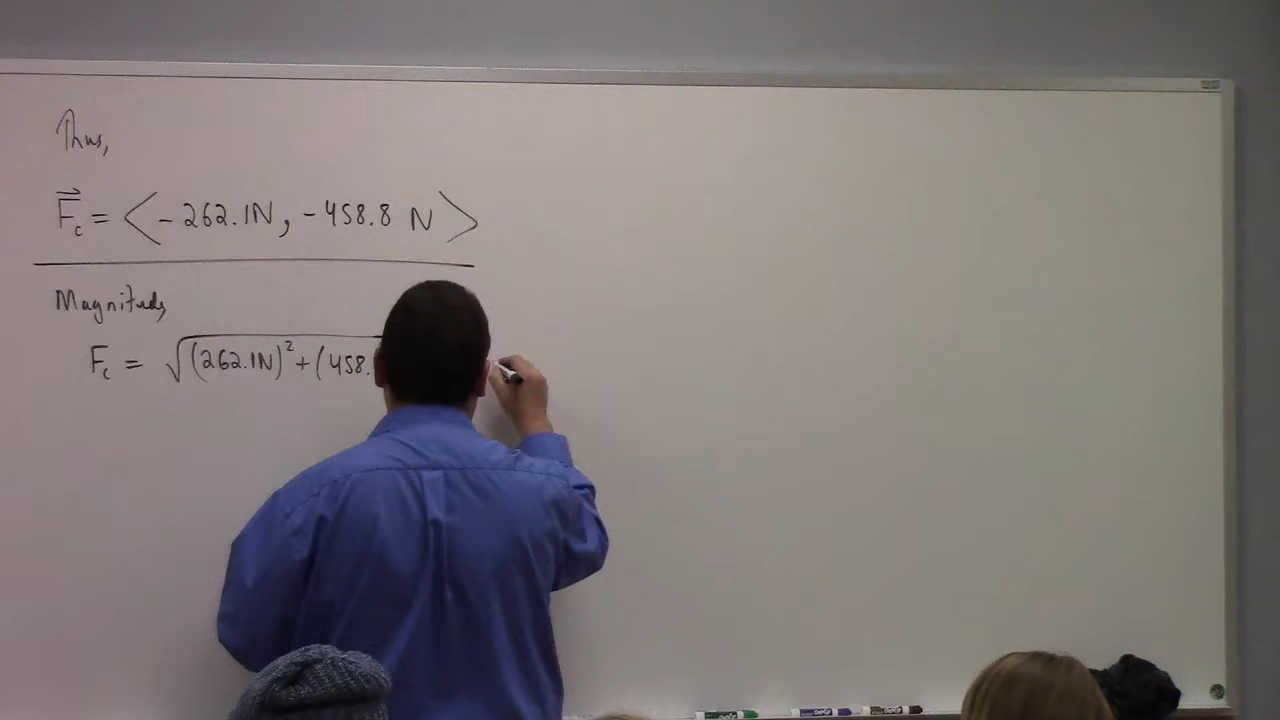 Thus,
F⃗c = < -262.1N, -458.8 N >
Magnitude,
Fc = √(262.1N)² + (458.